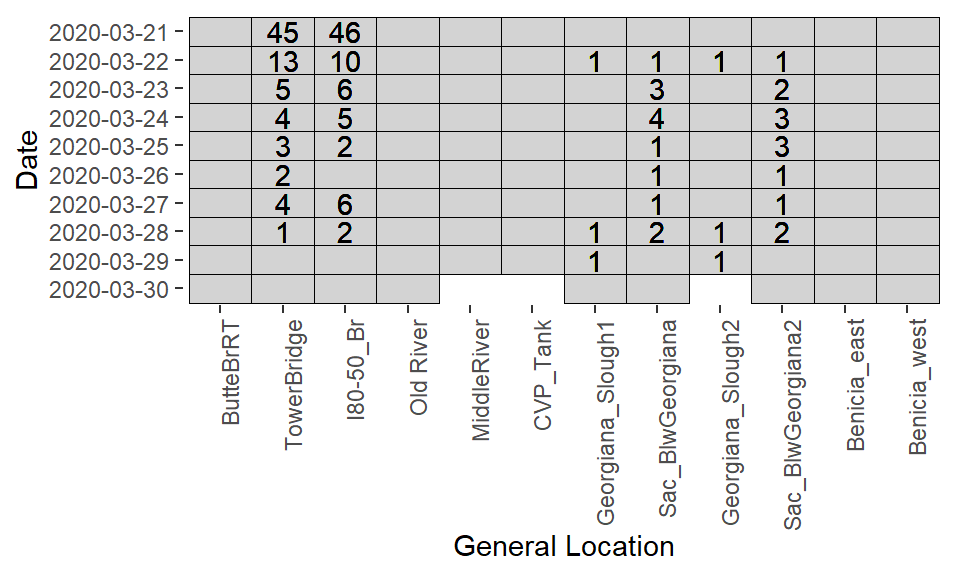 2020-03-21 45 46
2020-03-22 13 10 1 1 1 1
2020-03-23 5 6 3 2
2020-03-24 4 5 4 3
2020-03-25 3 2 1 3
2020-03-26 2 1 1
2020-03-27 4 6 1 1
2020-03-28 1 2 1 2 1 2
2020-03-29 1 1
2020-03-30
Date
ButteBrRT
TowerBridge
I80-50_Br
Old River
MiddleRiver
CVP_Tank
Georgiana_Slough1
Sac_BlwGeorgiana
Georgiana_Slough2
Sac_BlwGeorgiana2
Benicia_east
Benicia_west
General Location